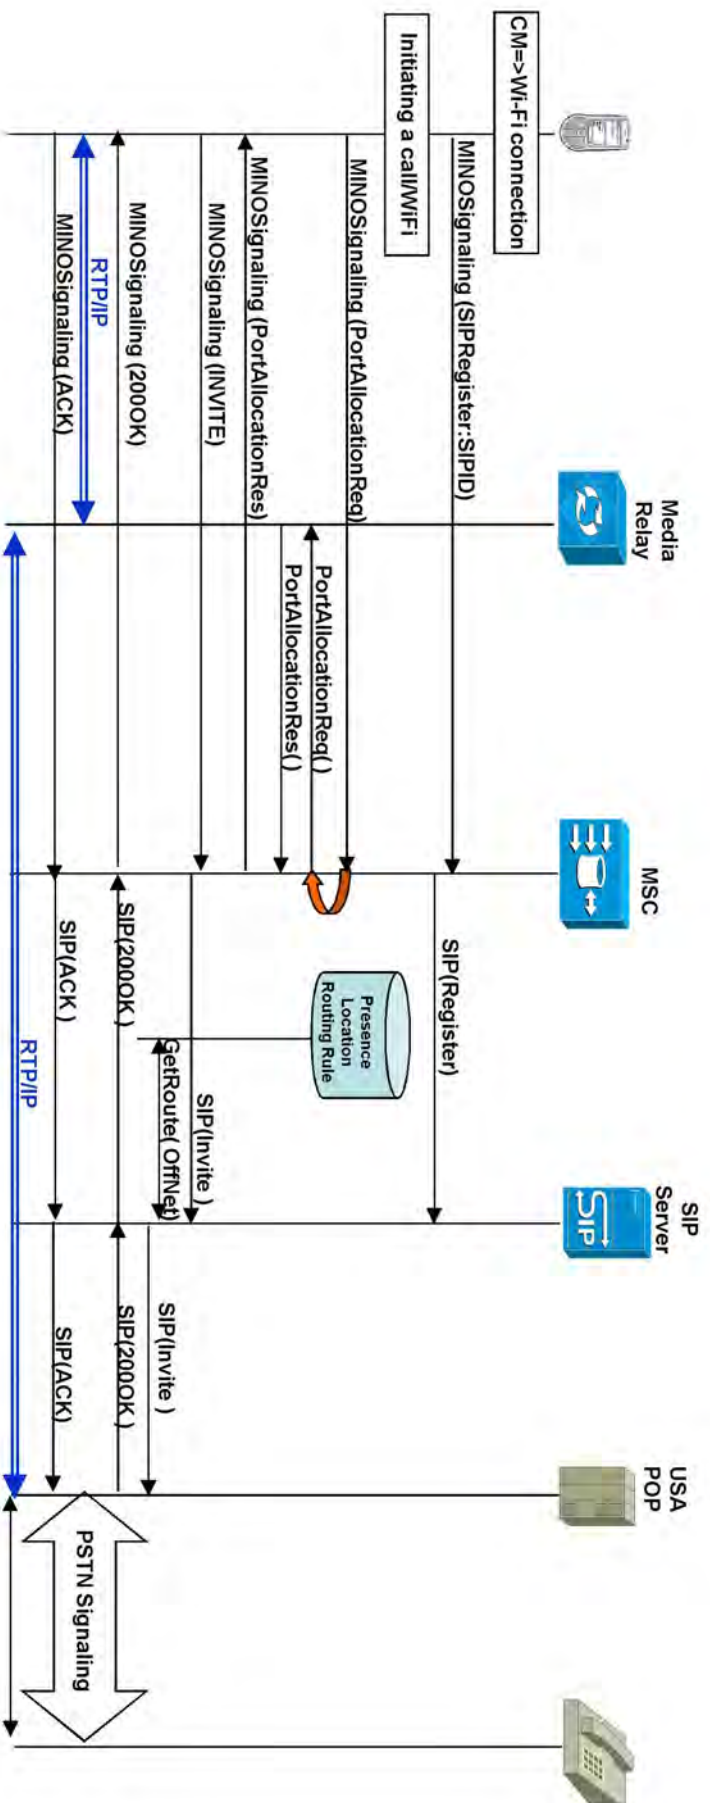 Media
Relay
MSC
SIP
Server
SIP
USA
POP
CM=>Wi-Fi connection
MINOSignaling (SIPRegister:SIPID)
SIP(Register)
Initiating a call/WiFi
MINOSignaling (PortAllocationReq)
PortAllocationReq( )
PortAllocationRes( )
Presence
Location
Routing Rule
MINOSignaling (PortAllocationRes)
MINOSignaling (INVITE)
SIP(Invite )
GetRoute( OffNet)
SIP(Invite )
MINOSignaling (200OK)
SIP(200OK )
SIP(200OK )
RTP/IP
PSTN Signaling
MINOSignaling (ACK)
SIP(ACK )
SIP(ACK)
RTP/IP